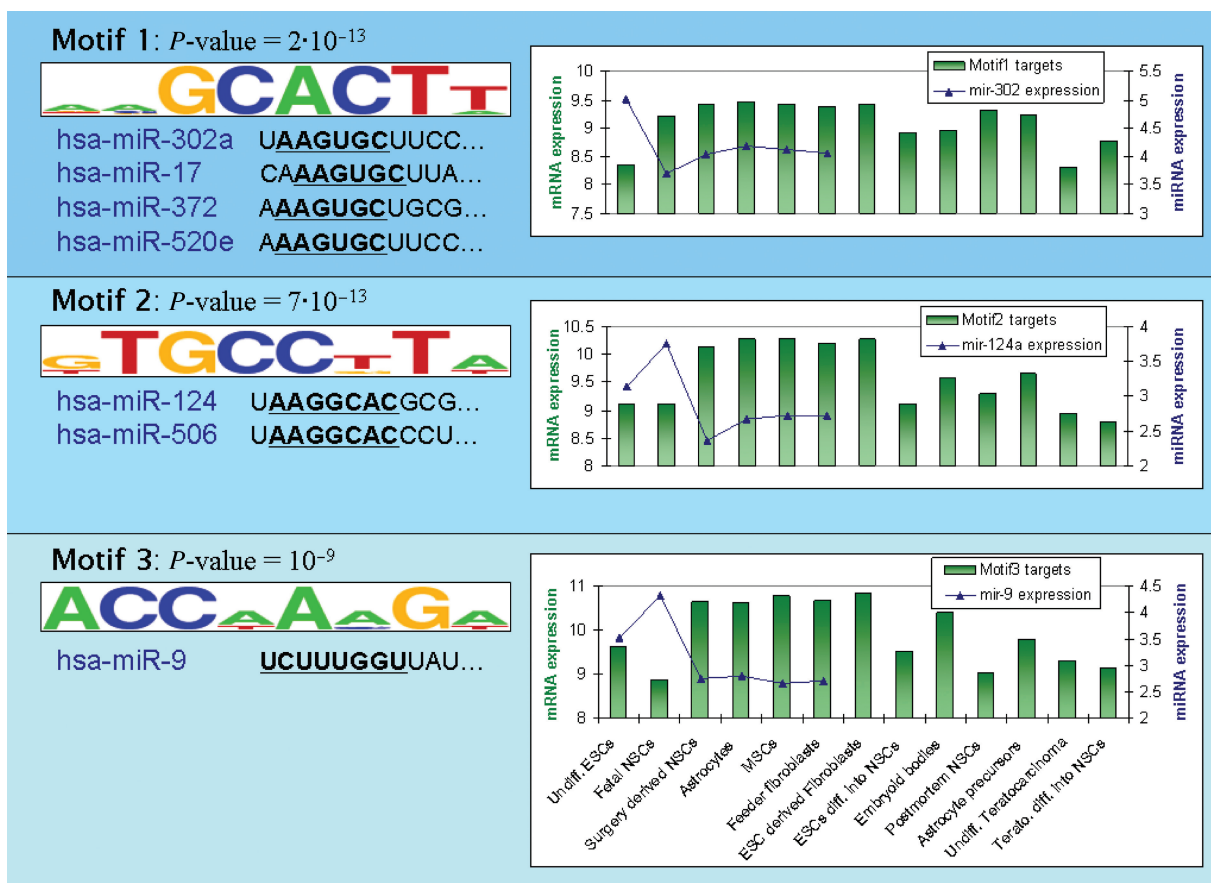 Motif 1: P-value = 2·10⁻¹³
AAGCACTT
hsa-miR-302a UAAGUGCUUCC...
hsa-miR-17 CAAAGUGCUUA...
hsa-miR-372 AAAGUGCUGCG...
hsa-miR-520e AAAGUGCUUCC...
mRNA expression
10
9.5
9
8.5
8
7.5
Motif1 targets
mir-302 expression
5.5
5
4.5
4
3.5
3
miRNA expression
Motif 2: P-value = 7·10⁻¹³
GTGCCTTA
hsa-miR-124 UAAGGCACGCG...
hsa-miR-506 UAAGGCACCCU...
mRNA expression
10.5
10
9.5
9
8.5
8
Motif2 targets
mir-124a expression
4
3.5
3
2.5
2
miRNA expression
Motif 3: P-value = 10⁻⁹
ACCAAAGA
hsa-miR-9 UCUUUGGUUAU...
mRNA expression
11
10
9
8
Motif3 targets
mir-9 expression
4.5
4
3.5
3
2.5
2
miRNA expression
Undiff. ESCs
Fetal NSCs
Surgery derived NSCs
Astrocytes
MSCs
Feeder fibroblasts
ESC derived Fibroblasts
ESCs diff. Into NSCs
Embryoid bodies
Postmortem NSCs
Astrocyte precursors
Undiff. Teratocarcinoma
Terato. diff. Into NSCs